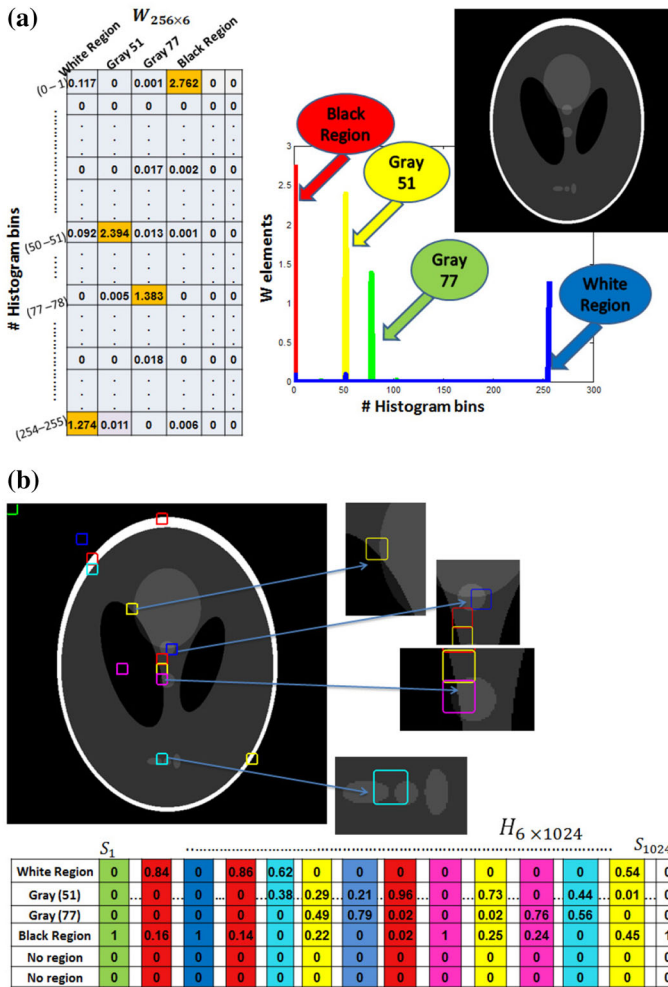 (a)
W256×6
White Region
Gray 51
Gray 77
Black Region
# Histogram bins
(0−1) 0.117 0 0.001 2.762 0 0
0 0 0 0 0 0
. . . . . .
. . . . . .
0 0 0.017 0.002 0 0
. . . . . .
. . . . . .
(50−51) 0.092 2.394 0.013 0.001 0 0
. . . . . .
. . . . . .
(77−78) 0 0.005 1.383 0 0 0
. . . . . .
. . . . . .
0 0 0.018 0 0
. . . . . .
. . . . . .
(254−255) 1.274 0.011 0 0.006 0 0
W elements
3
2.5
2
1.5
1
0.5
0
0 50 100 150 200 250 300
# Histogram bins
Black Region
Gray 51
Gray 77
White Region
(b)
H6×1024
S1 S1024
White Region 0 0.84 0 0.86 0.62 0 0 0 0 0 0 0 0.54 0
Gray (51) 0 ... 0 ... 0 ... 0 ... 0.38 ... 0.29 ... 0.21 ... 0.96 ... 0 ... 0.73 ... 0 ... 0.44 ... 0.01 ... 0
Gray (77) 0 0 0 0 0 0.49 0.79 0.02 0 0.02 0.76 0.56 0 0
Black Region 1 0.16 1 0.14 0 0.22 0 0.02 1 0.25 0.24 0 0.45 1
No region 0 0 0 0 0 0 0 0 0 0 0 0 0 0
No region 0 0 0 0 0 0 0 0 0 0 0 0 0 0